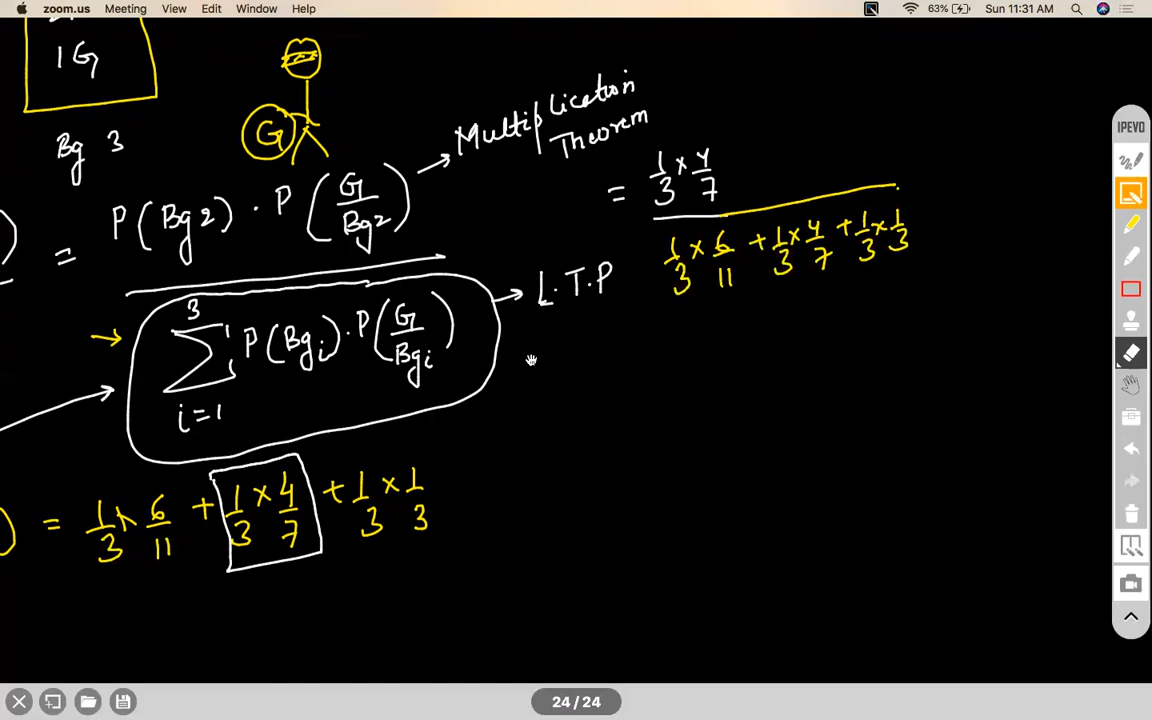 zoom.us Meeting View Edit Window Help 63% Sun 11:31 AM
IPEVO
1G
Bg 3
G
Multiplication
Theorem
= P(Bg2) · P(G/Bg2)
L.T.P
3
∑ P(Bgi) · P(G/Bgi)
i=1
= 1/3 × 6/11 + 1/3 × 4/7 + 1/3 × 1/3
= 1/3 × 4/7
1/3 × 6/11 + 1/3 × 4/7 + 1/3 × 1/3
24/24